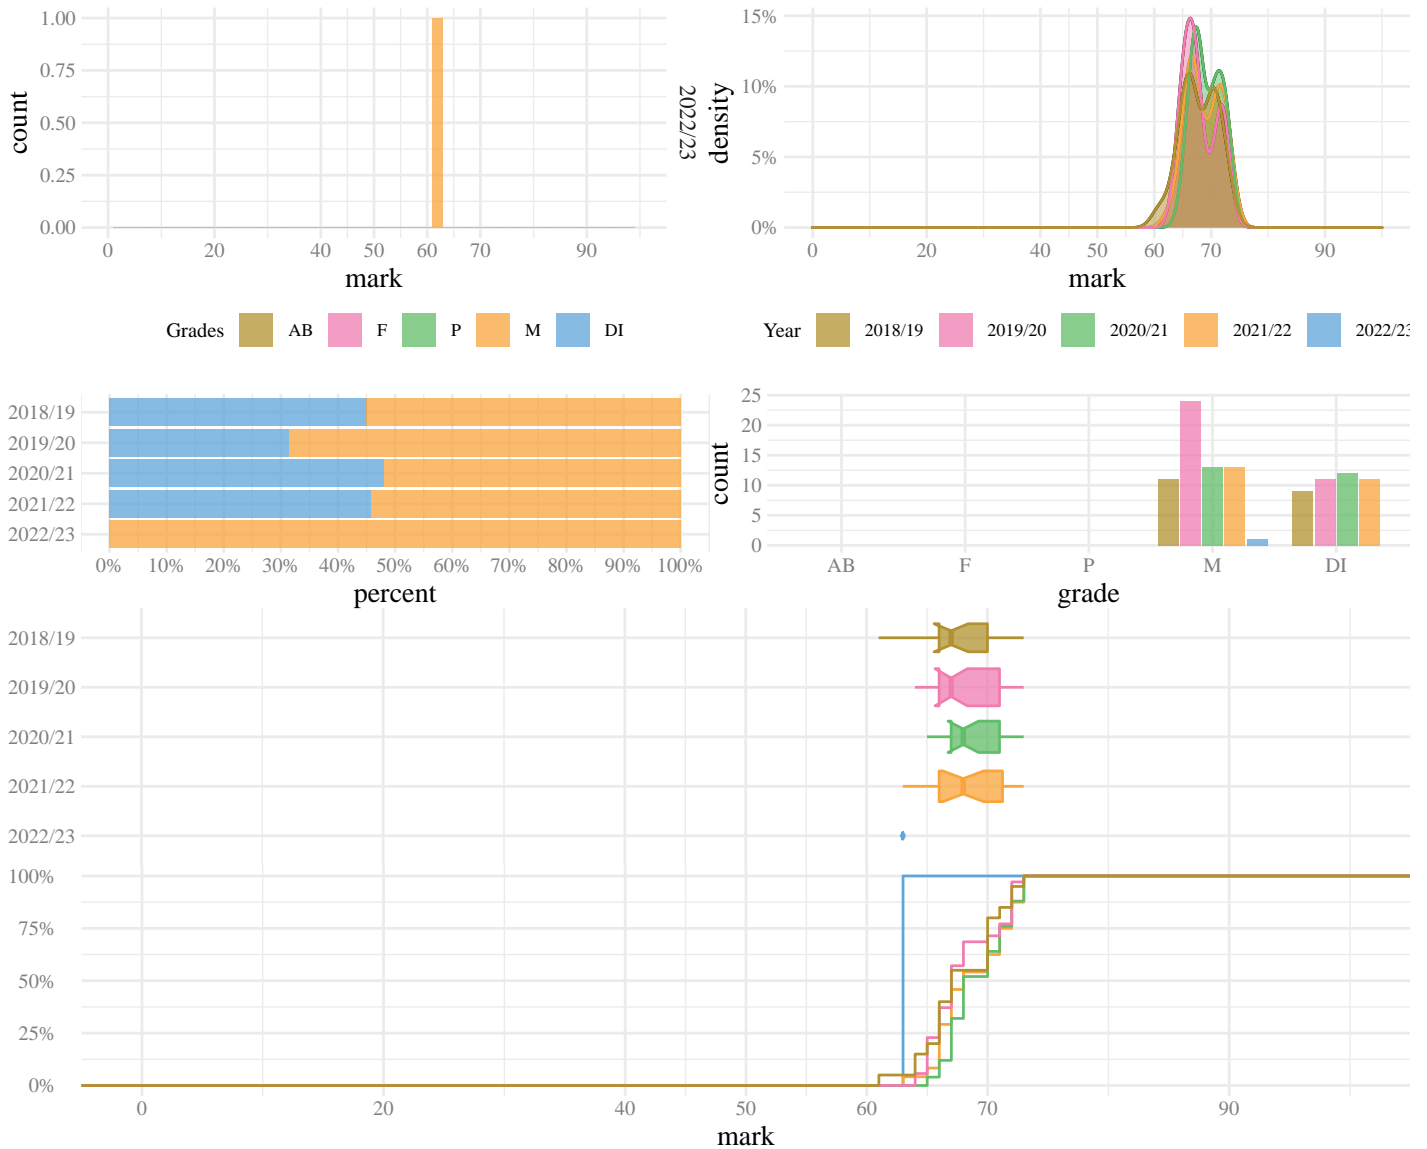 1.00
0.75
0.50
0.25
0.00
count
0 20 40 50 60 70 90
mark
2022/23
15%
10%
5%
0%
density
0 20 40 50 60 70 90
mark
Grades AB F P M DI
Year 2018/19 2019/20 2020/21 2021/22 2022/23
2018/19
2019/20
2020/21
2021/22
2022/23
0% 10% 20% 30% 40% 50% 60% 70% 80% 90% 100%
percent
25
20
15
10
5
0
count
AB F P M DI
grade
2018/19
2019/20
2020/21
2021/22
2022/23
100%
75%
50%
25%
0%
0 20 40 50 60 70 90
mark